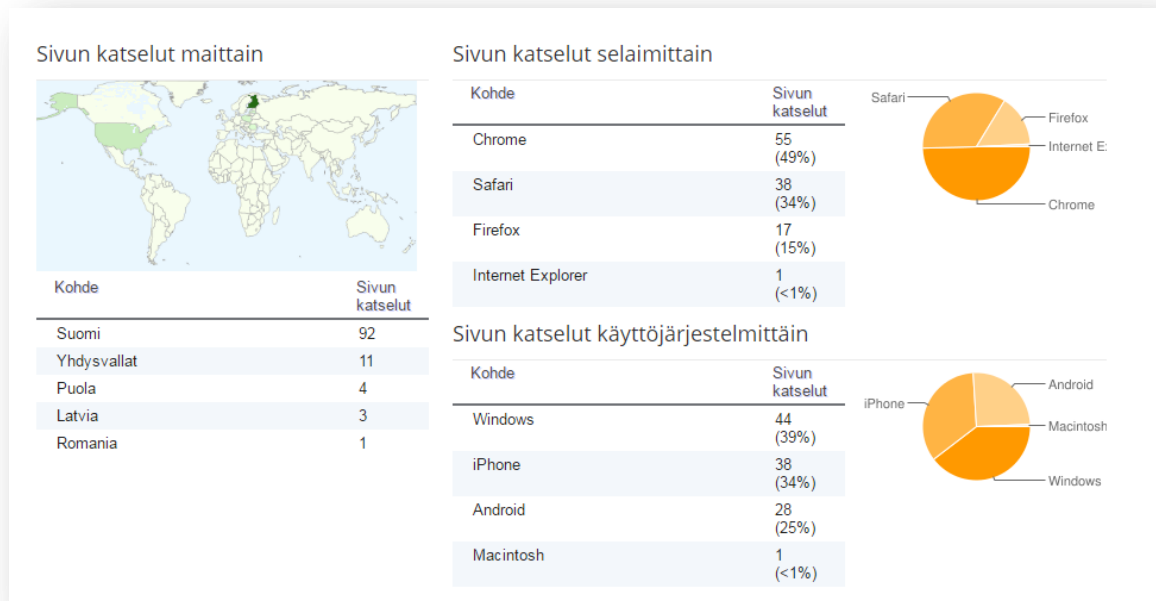 Sivun katselut maittain
Kohde Sivun
katselut
Suomi 92
Yhdysvallat 11
Puola 4
Latvia 3
Romania 1
Sivun katselut selaimittain
Kohde Sivun
katselut
Chrome 55
(49%)
Safari 38
(34%)
Firefox 17
(15%)
Internet Explorer 1
(<1%)
Safari
Firefox
Internet E:
Chrome
Sivun katselut käyttöjärjestelmittäin
Kohde Sivun
katselut
Windows 44
(39%)
iPhone 38
(34%)
Android 28
(25%)
Macintosh 1
(<1%)
iPhone
Android
Macintosh
Windows